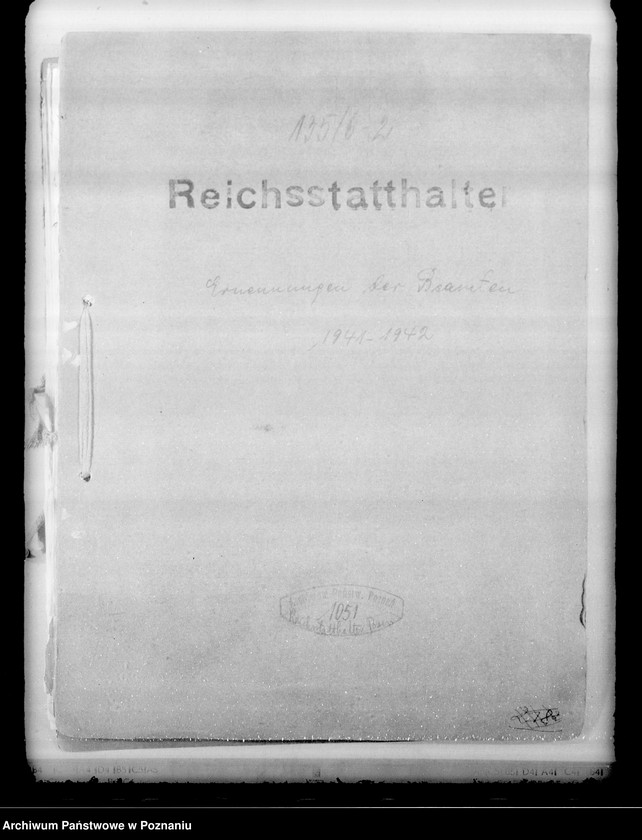 135/6-2
Reichsstatthalter
Ernennungen der Beamten
1941-1942
1051
Archiwum Państwowe w Poznaniu